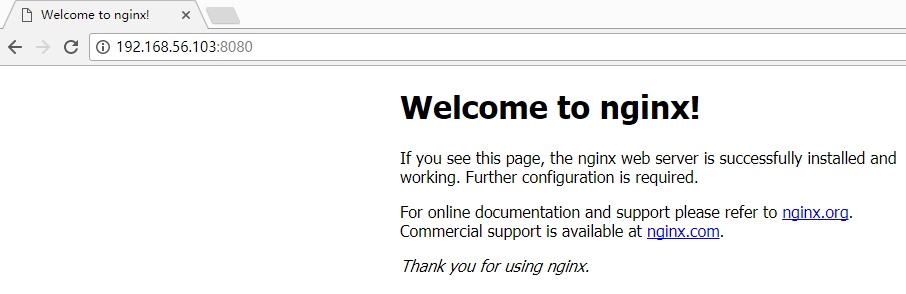 Welcome to nginx!
192.168.56.103:8080
Welcome to nginx!
If you see this page, the nginx web server is successfully installed and
working. Further configuration is required.
For online documentation and support please refer to nginx.org.
Commercial support is available at nginx.com.
Thank you for using nginx.